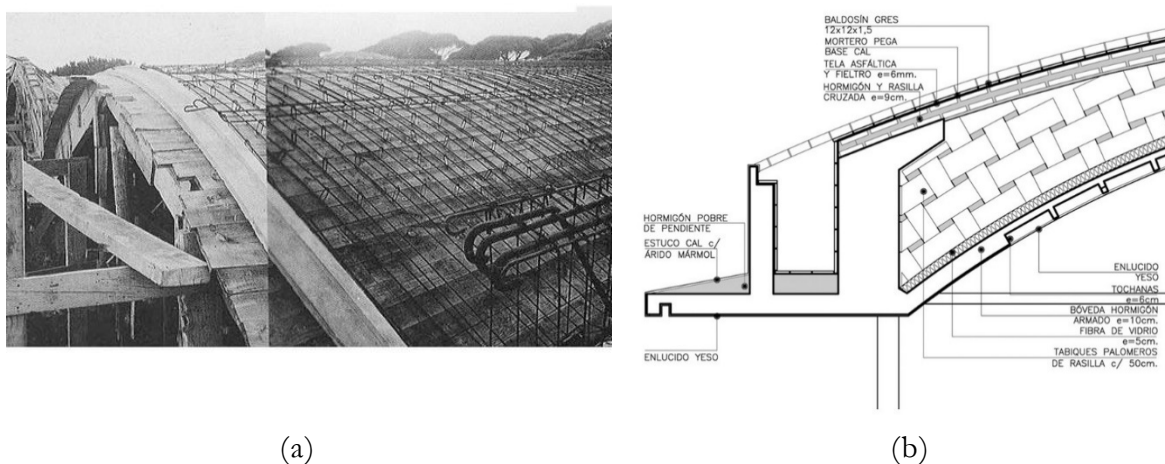 BALDOSÍN GRES
12x12x1,5
MORTERO PEGA
BASE CAL
TELA ASFÁLTICA
Y FIELTRO e=6mm.
HORMIGÓN Y RASILLA
CRUZADA e=9cm.
HORMIGÓN POBRE
DE PENDIENTE
ESTUCO CAL c/
ÁRIDO MÁRMOL
ENLUCIDO YESO
ENLUCIDO
YESO
TOCHANAS
e=6cm
BÓVEDA HORMIGÓN
ARMADO e=10cm.
FIBRA DE VIDRIO
e=5cm.
TABIQUES PALOMEROS
DE RASILLA c/ 50cm.
(a)
(b)